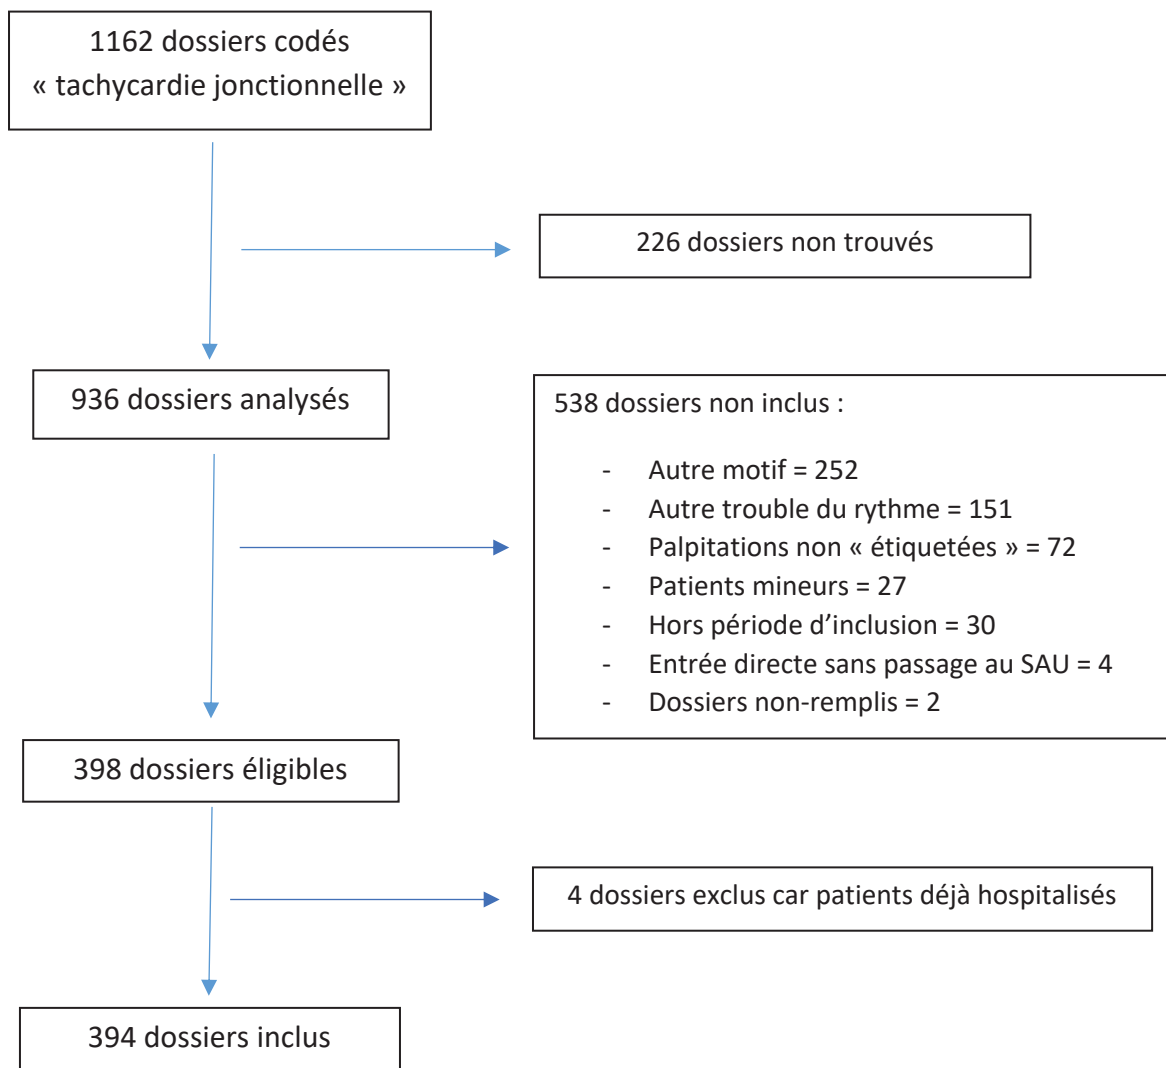 1162 dossiers codés
« tachycardie jonctionnelle »
226 dossiers non trouvés
936 dossiers analysés
538 dossiers non inclus :
- Autre motif = 252
- Autre trouble du rythme = 151
- Palpitations non « étiquetées » = 72
- Patients mineurs = 27
- Hors période d’inclusion = 30
- Entrée directe sans passage au SAU = 4
- Dossiers non-remplis = 2
398 dossiers éligibles
4 dossiers exclus car patients déjà hospitalisés
394 dossiers inclus